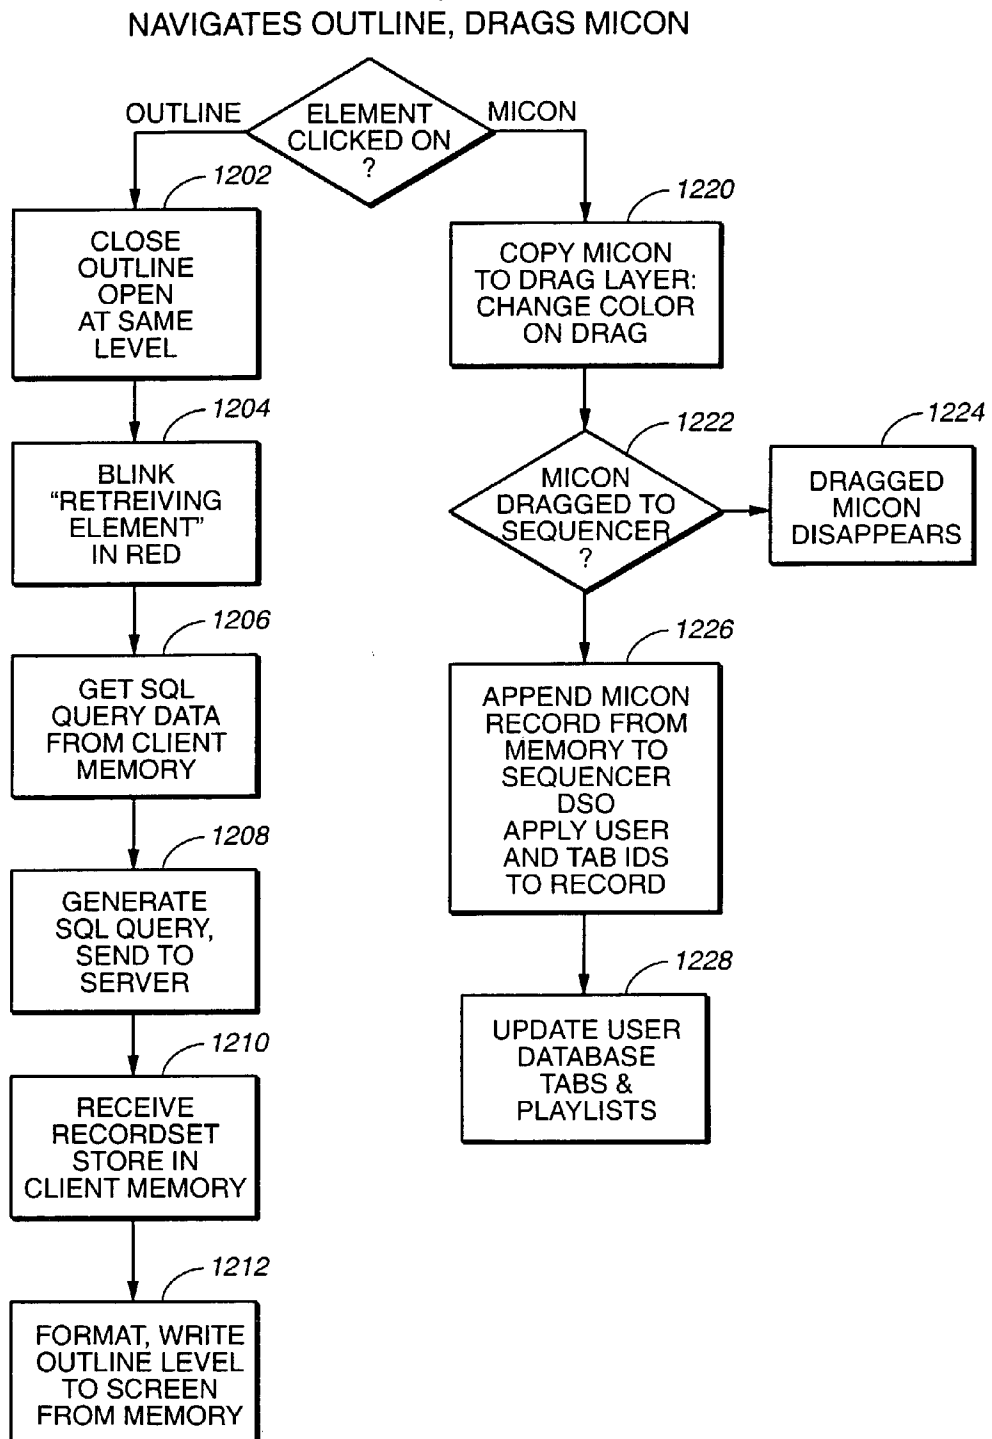 NAVIGATES OUTLINE, DRAGS MICON
OUTLINE
ELEMENT
CLICKED ON
?
MICON
1202
CLOSE
OUTLINE
OPEN
AT SAME
LEVEL
1204
BLINK
“RETREIVING
ELEMENT”
IN RED
1206
GET SQL
QUERY DATA
FROM CLIENT
MEMORY
1208
GENERATE
SQL QUERY,
SEND TO
SERVER
1210
RECEIVE
RECORDSET
STORE IN
CLIENT MEMORY
1212
FORMAT, WRITE
OUTLINE LEVEL
TO SCREEN
FROM MEMORY
1220
COPY MICON
TO DRAG LAYER:
CHANGE COLOR
ON DRAG
1222
MICON
DRAGGED TO
SEQUENCER
?
1224
DRAGGED
MICON
DISAPPEARS
1226
APPEND MICON
RECORD FROM
MEMORY TO
SEQUENCER
DSO
APPLY USER
AND TAB IDS
TO RECORD
1228
UPDATE USER
DATABASE
TABS &
PLAYLISTS